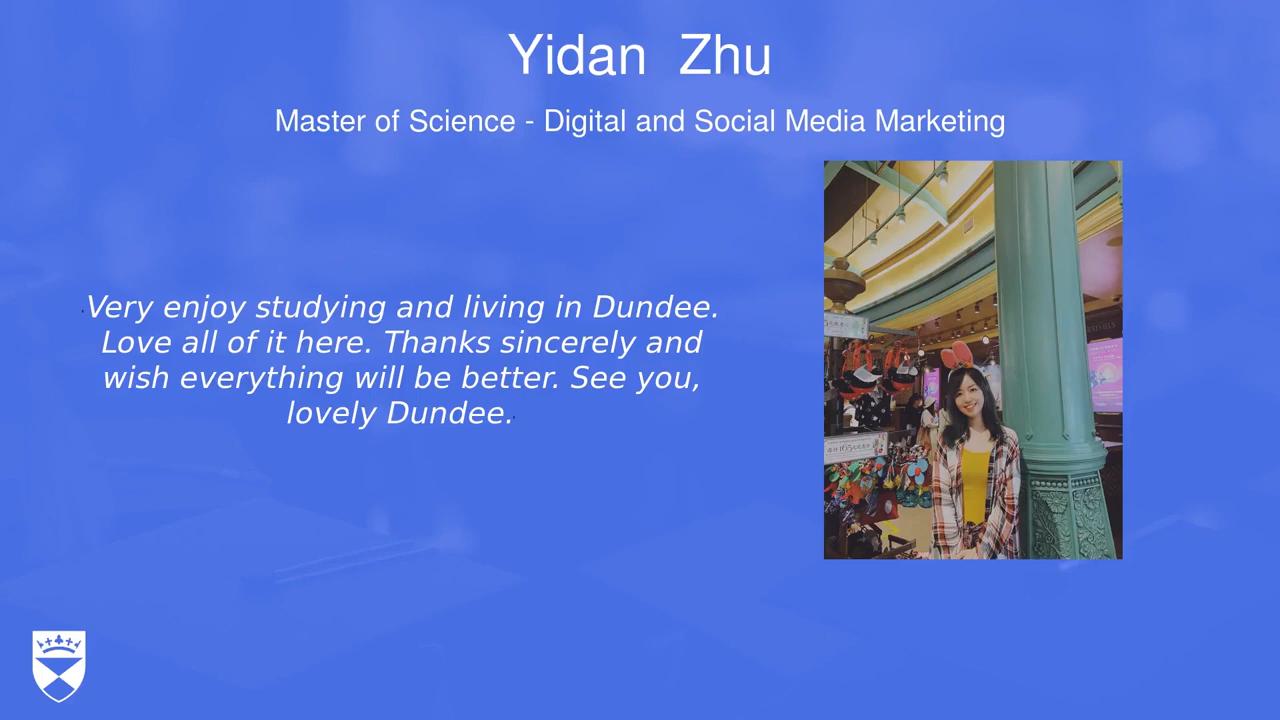 Yidan Zhu
Master of Science - Digital and Social Media Marketing
Very enjoy studying and living in Dundee.
Love all of it here. Thanks sincerely and
wish everything will be better. See you,
lovely Dundee.